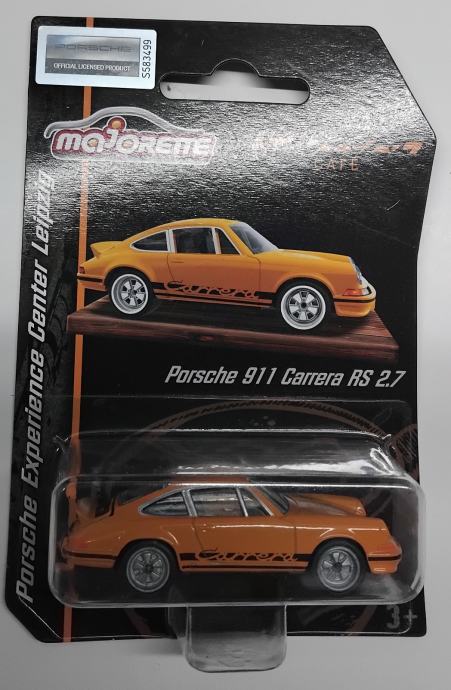 PORSCHE
OFFICIAL LICENSED PRODUCT
S583499
majorette
CAFE
Porsche Experience Center Leipzig
Carrera
Porsche 911 Carrera RS 2.7
Carrera
3+